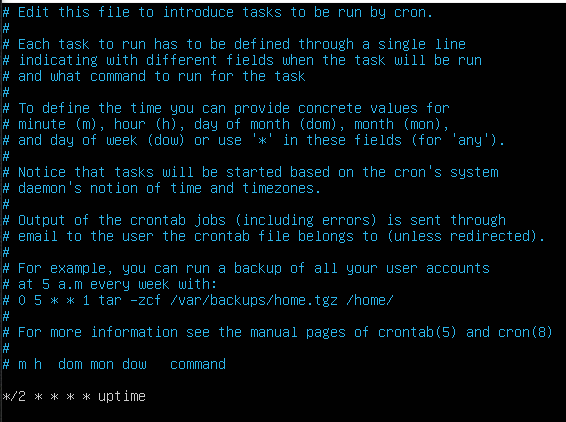 # Edit this file to introduce tasks to be run by cron.
#
# Each task to run has to be defined through a single line
# indicating with different fields when the task will be run
# and what command to run for the task
#
# To define the time you can provide concrete values for
# minute (m), hour (h), day of month (dom), month (mon),
# and day of week (dow) or use '*' in these fields (for 'any').
#
# Notice that tasks will be started based on the cron's system
# daemon's notion of time and timezones.
#
# Output of the crontab jobs (including errors) is sent through
# email to the user the crontab file belongs to (unless redirected).
#
# For example, you can run a backup of all your user accounts
# at 5 a.m every week with:
# 0 5 * * 1 tar -zcf /var/backups/home.tgz /home/
#
# For more information see the manual pages of crontab(5) and cron(8)
#
# m h  dom mon dow   command
*/2 * * * * uptime